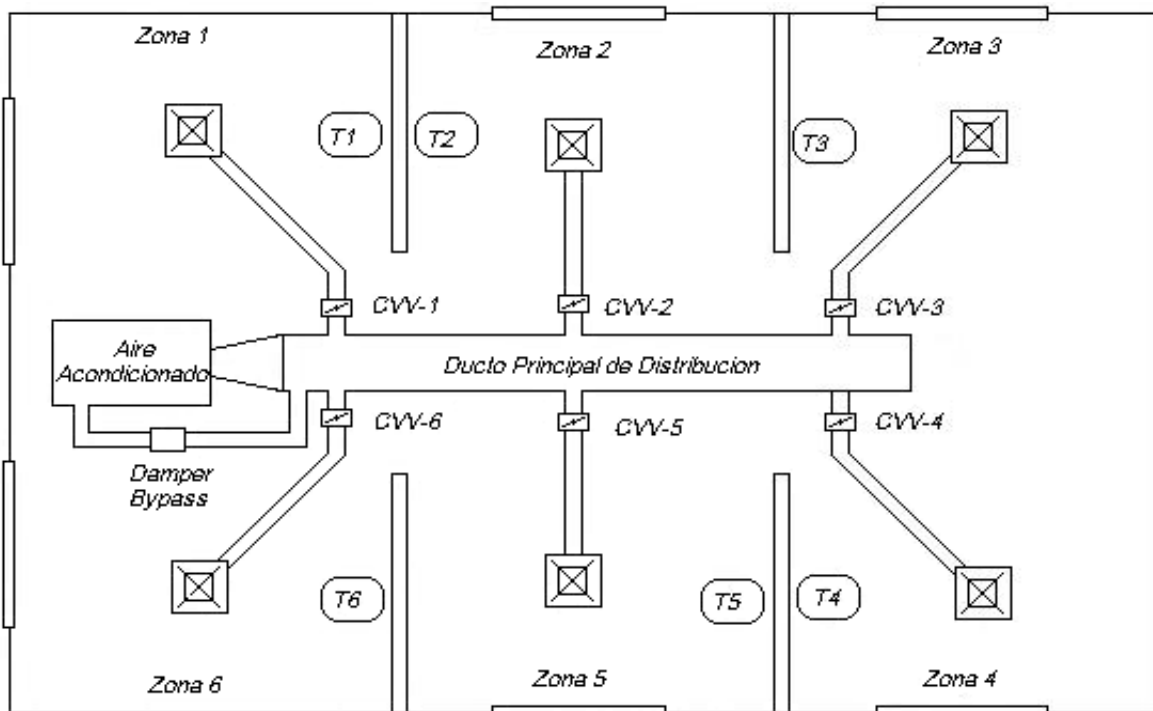 Zona 1
Zona 2
Zona 3
T1
T2
T3
CVV-1
CVV-2
CVV-3
Aire
Acondicionado
Ducto Principal de Distribucion
CVV-6
CVV-5
CVV-4
Damper
Bypass
T6
T5
T4
Zona 6
Zona 5
Zona 4